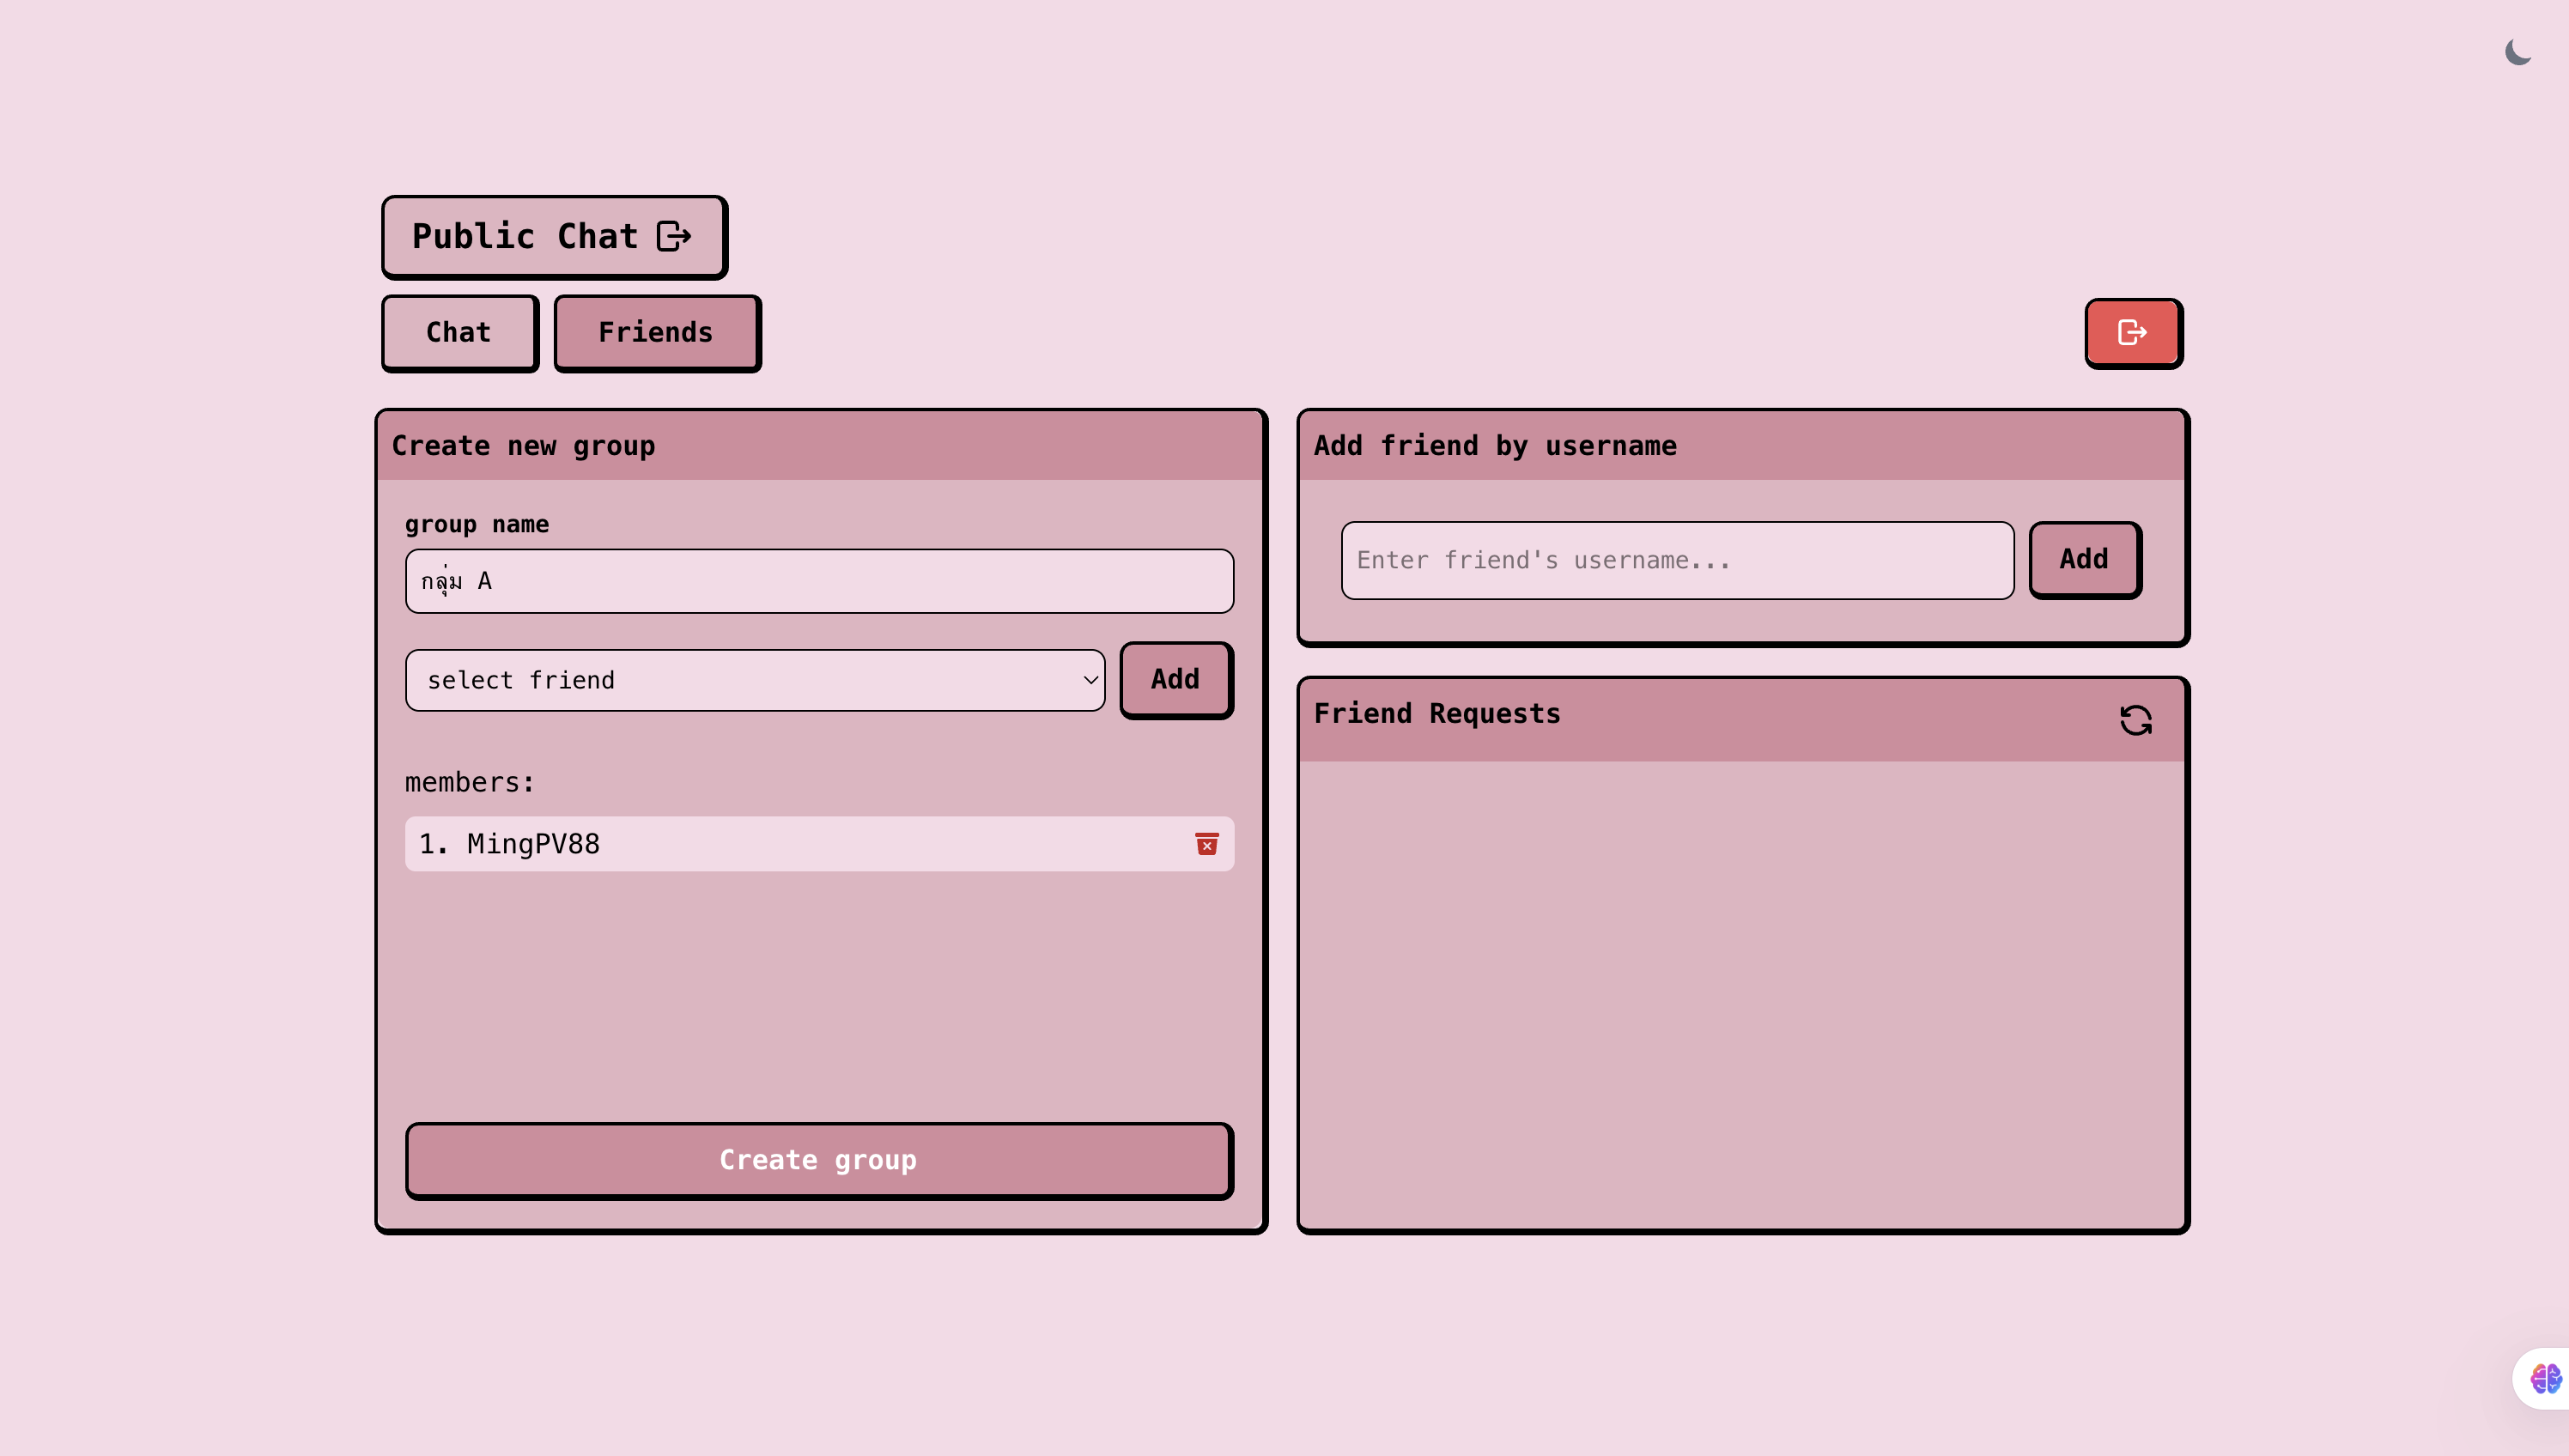 Public Chat
Chat
Friends
Create new group
group name
กลุ่ม A
select friend
Add
members:
1. MingPV88
Create group
Add friend by username
Enter friend's username...
Add
Friend Requests